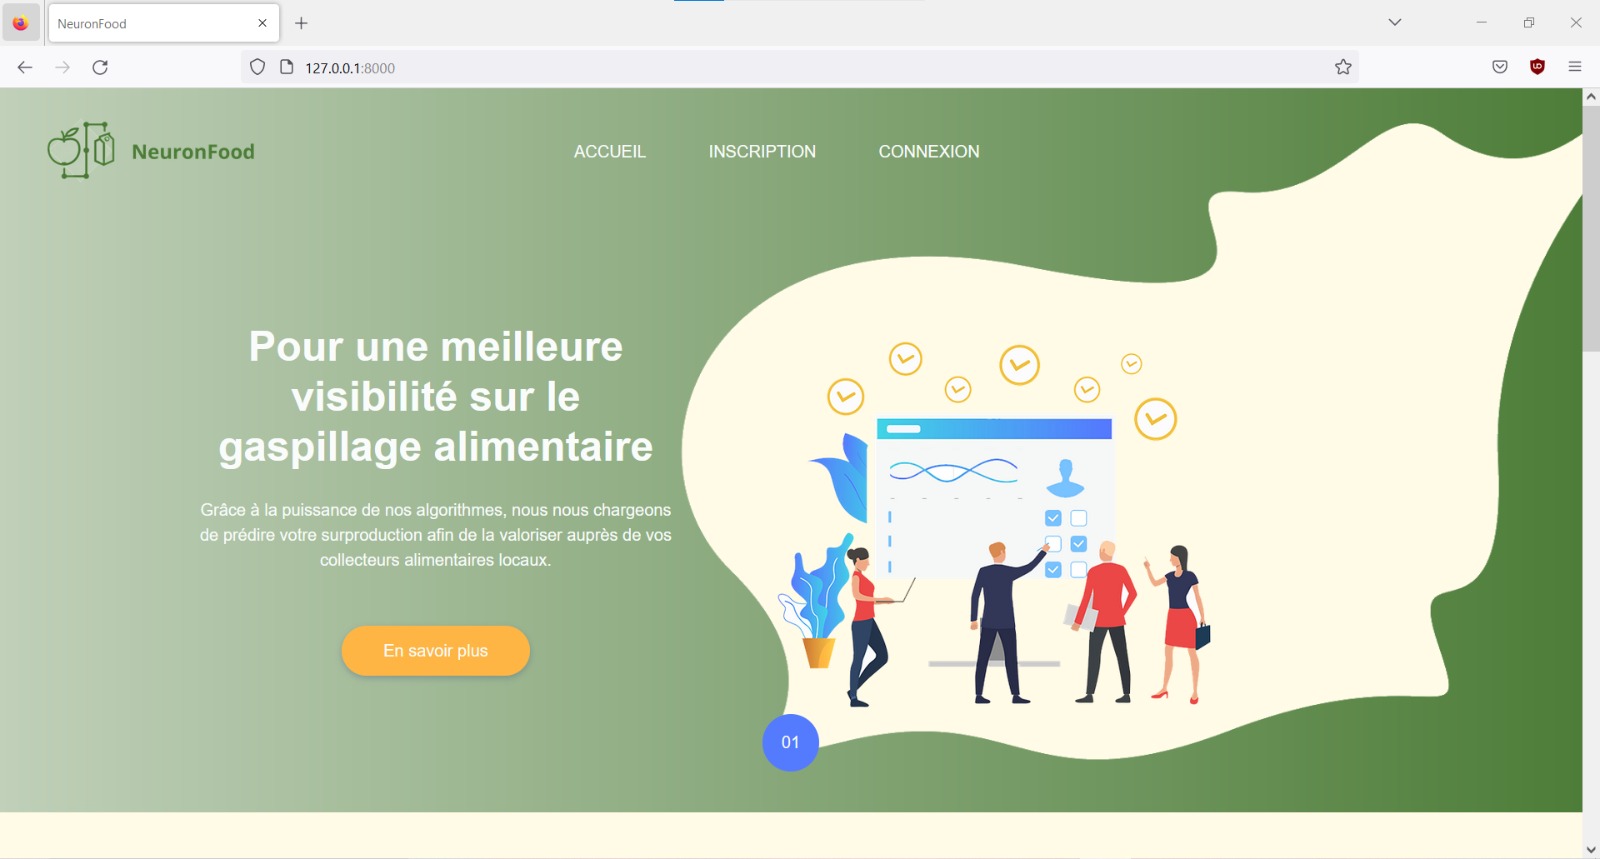 NeuronFood
127.0.0.1:8000
NeuronFood
ACCUEIL
INSCRIPTION
CONNEXION
Pour une meilleure
visibilité sur le
gaspillage alimentaire
Grâce à la puissance de nos algorithmes, nous nous chargeons
de prédire votre surproduction afin de la valoriser auprès de vos
collecteurs alimentaires locaux.
En savoir plus
01